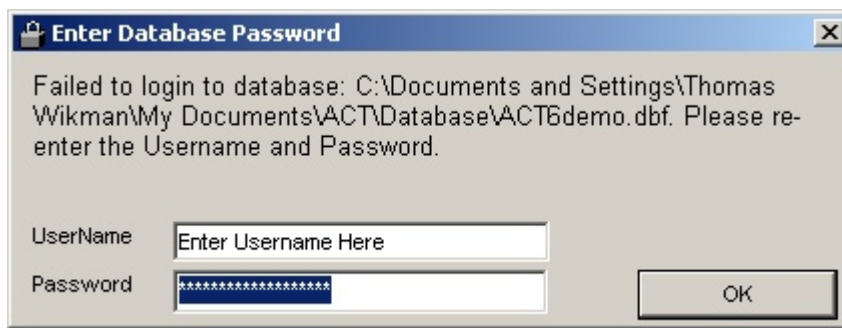 Enter Database Password
Failed to login to database: C:\Documents and Settings\Thomas
Wikman\My Documents\ACT\Database\ACT6demo.dbf. Please re-
enter the Username and Password.
UserName
Enter Username Here
Password
*******************
OK